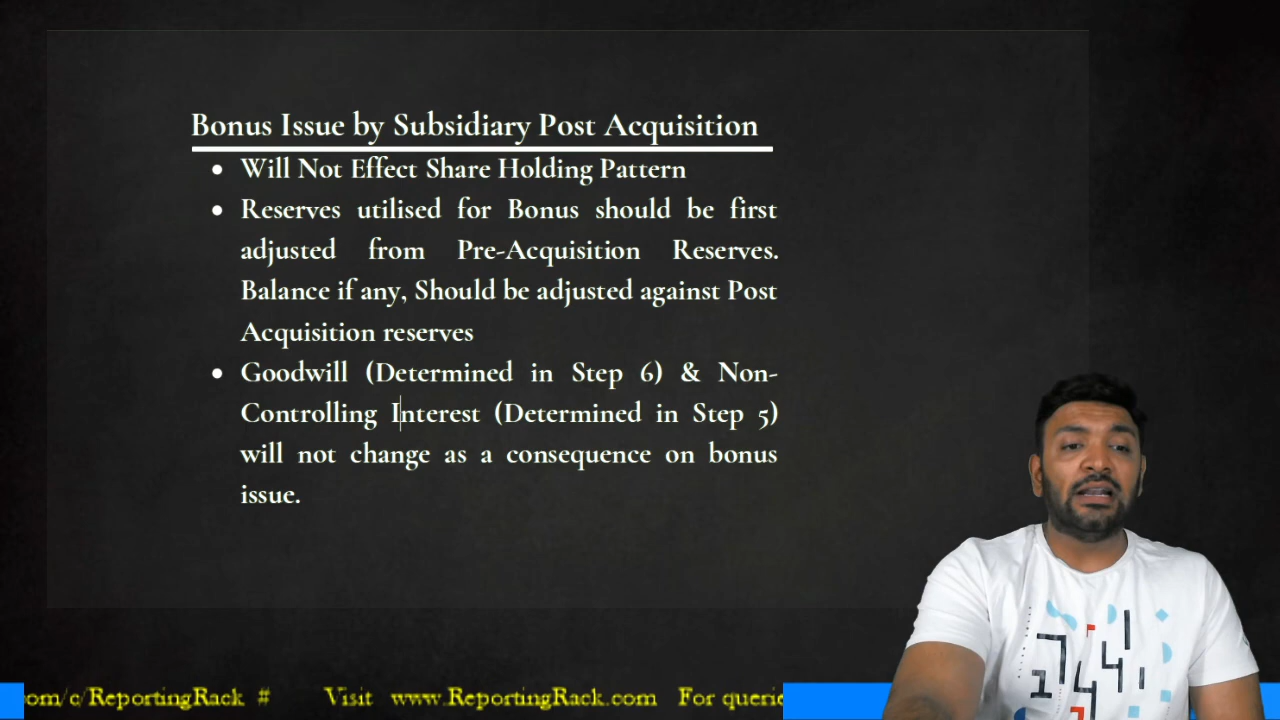 Bonus Issue by Subsidiary Post Acquisition
• Will Not Effect Share Holding Pattern
• Reserves utilised for Bonus should be first
adjusted from Pre-Acquisition Reserves.
Balance if any, Should be adjusted against Post
Acquisition reserves
• Goodwill (Determined in Step 6) & Non-
Controlling Interest (Determined in Step 5)
will not change as a consequence on bonus
issue.
om/c/ReportingRack # Visit www.ReportingRack.com For querie